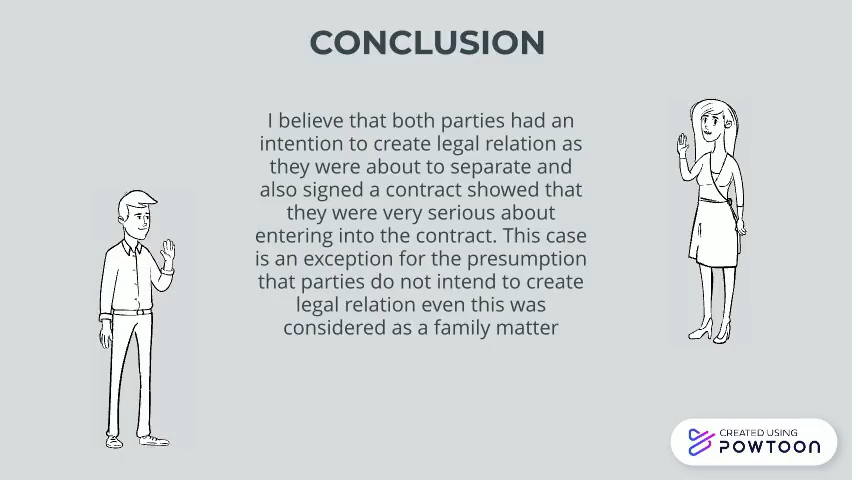 CONCLUSION
I believe that both parties had an
intention to create legal relation as
they were about to separate and
also signed a contract showed that
they were very serious about
entering into the contract. This case
is an exception for the presumption
that parties do not intend to create
legal relation even this was
considered as a family matter
CREATED USING
POWTOON